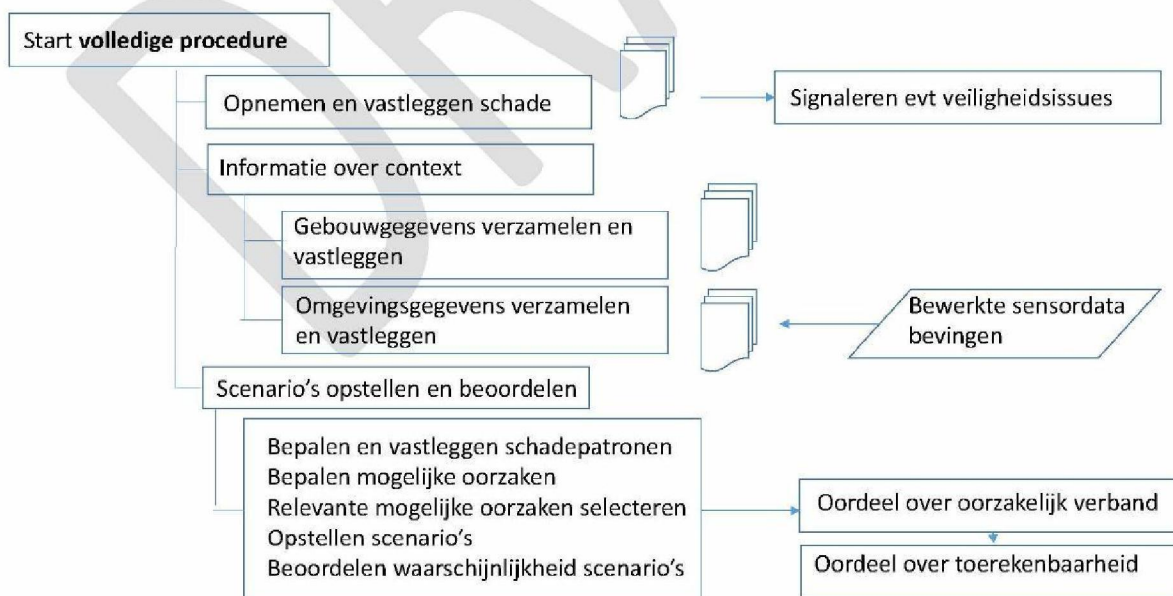 Start volledige procedure
Opnemen en vastleggen schade
Signaleren evt veiligheidsissues
Informatie over context
Gebouwgegevens verzamelen en
vastleggen
Omgevingsgegevens verzamelen
en vastleggen
Bewerkte sensordata
bevingen
Scenario's opstellen en beoordelen
Bepalen en vastleggen schadepatronen
Bepalen mogelijke oorzaken
Relevante mogelijke oorzaken selecteren
Opstellen scenario's
Beoordelen waarschijnlijkheid scenario's
Oordeel over oorzakelijk verband
Oordeel over toerekenbaarheid